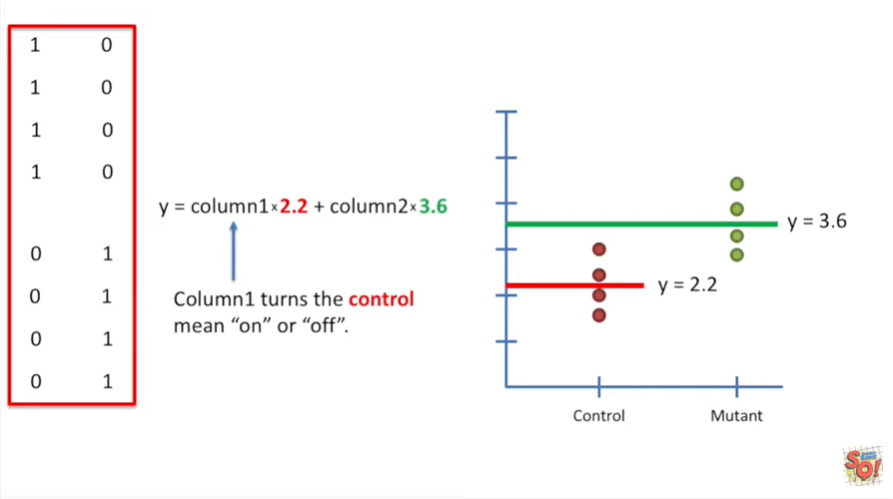 1 0
1 0
1 0
1 0
0 1
0 1
0 1
0 1
y = column1×2.2 + column2×3.6
Column1 turns the control
mean “on” or “off”.
y = 3.6
y = 2.2
Control Mutant
SQ!